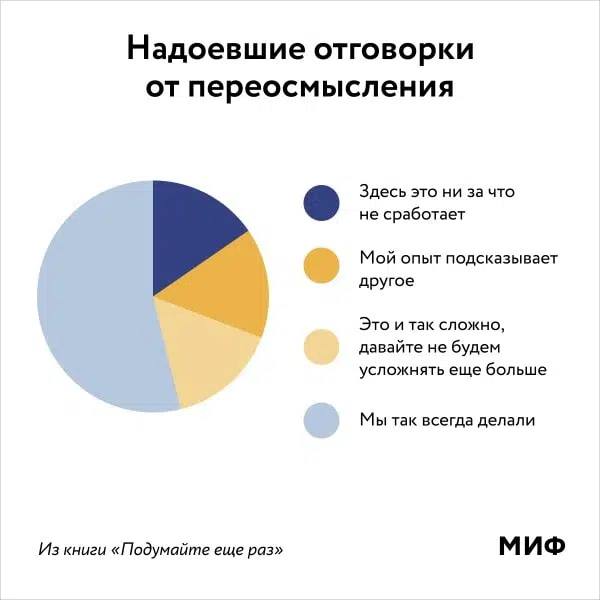 Надоевшие отговорки
от переосмысления
Здесь это ни за что
не сработает
Мой опыт подсказывает
другое
Это и так сложно,
давайте не будем
усложнять еще больше
Мы так всегда делали
Из книги «Подумайте еще раз»
МИФ